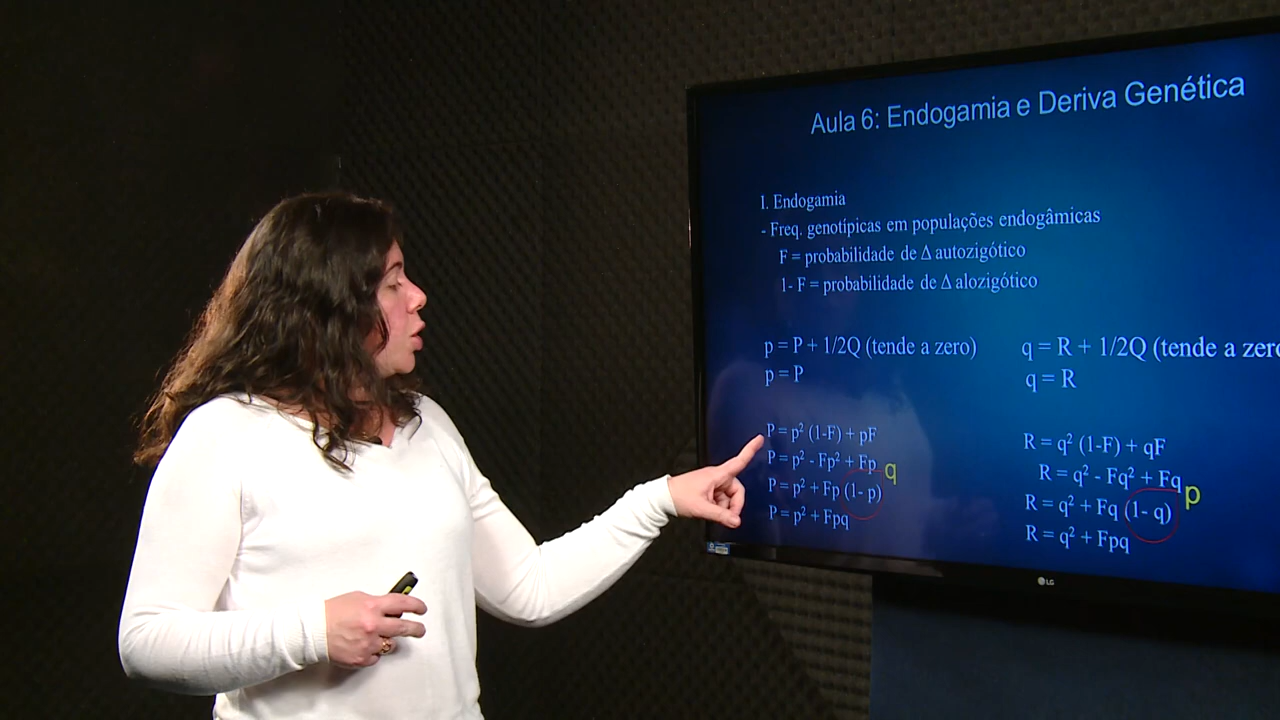 Aula 6: Endogamia e Deriva Genética
1. Endogamia
- Freq. genotípicas em populações endogâmicas
F = probabilidade de Δ autozigótico
1- F = probabilidade de Δ alozigótico
p = P + 1/2Q (tende a zero)
p = P
q = R + 1/2Q (tende a zero
q = R
P = p² (1-F) + pF
P = p² - Fp² + Fp
q
P = p² + Fp (1- p)
P = p² + Fpq
R = q² (1-F) + qF
R = q² - Fq² + Fq
p
R = q² + Fq (1- q)
R = q² + Fpq
LG